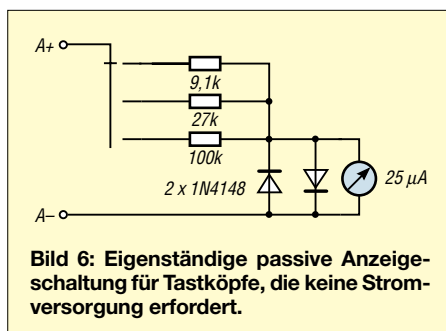 A+
9,1k
27k
100k
2 x 1N4148
25 µA
A–
Bild 6: Eigenständige passive Anzeige-
schaltung für Tastköpfe, die keine Strom-
versorgung erfordert.